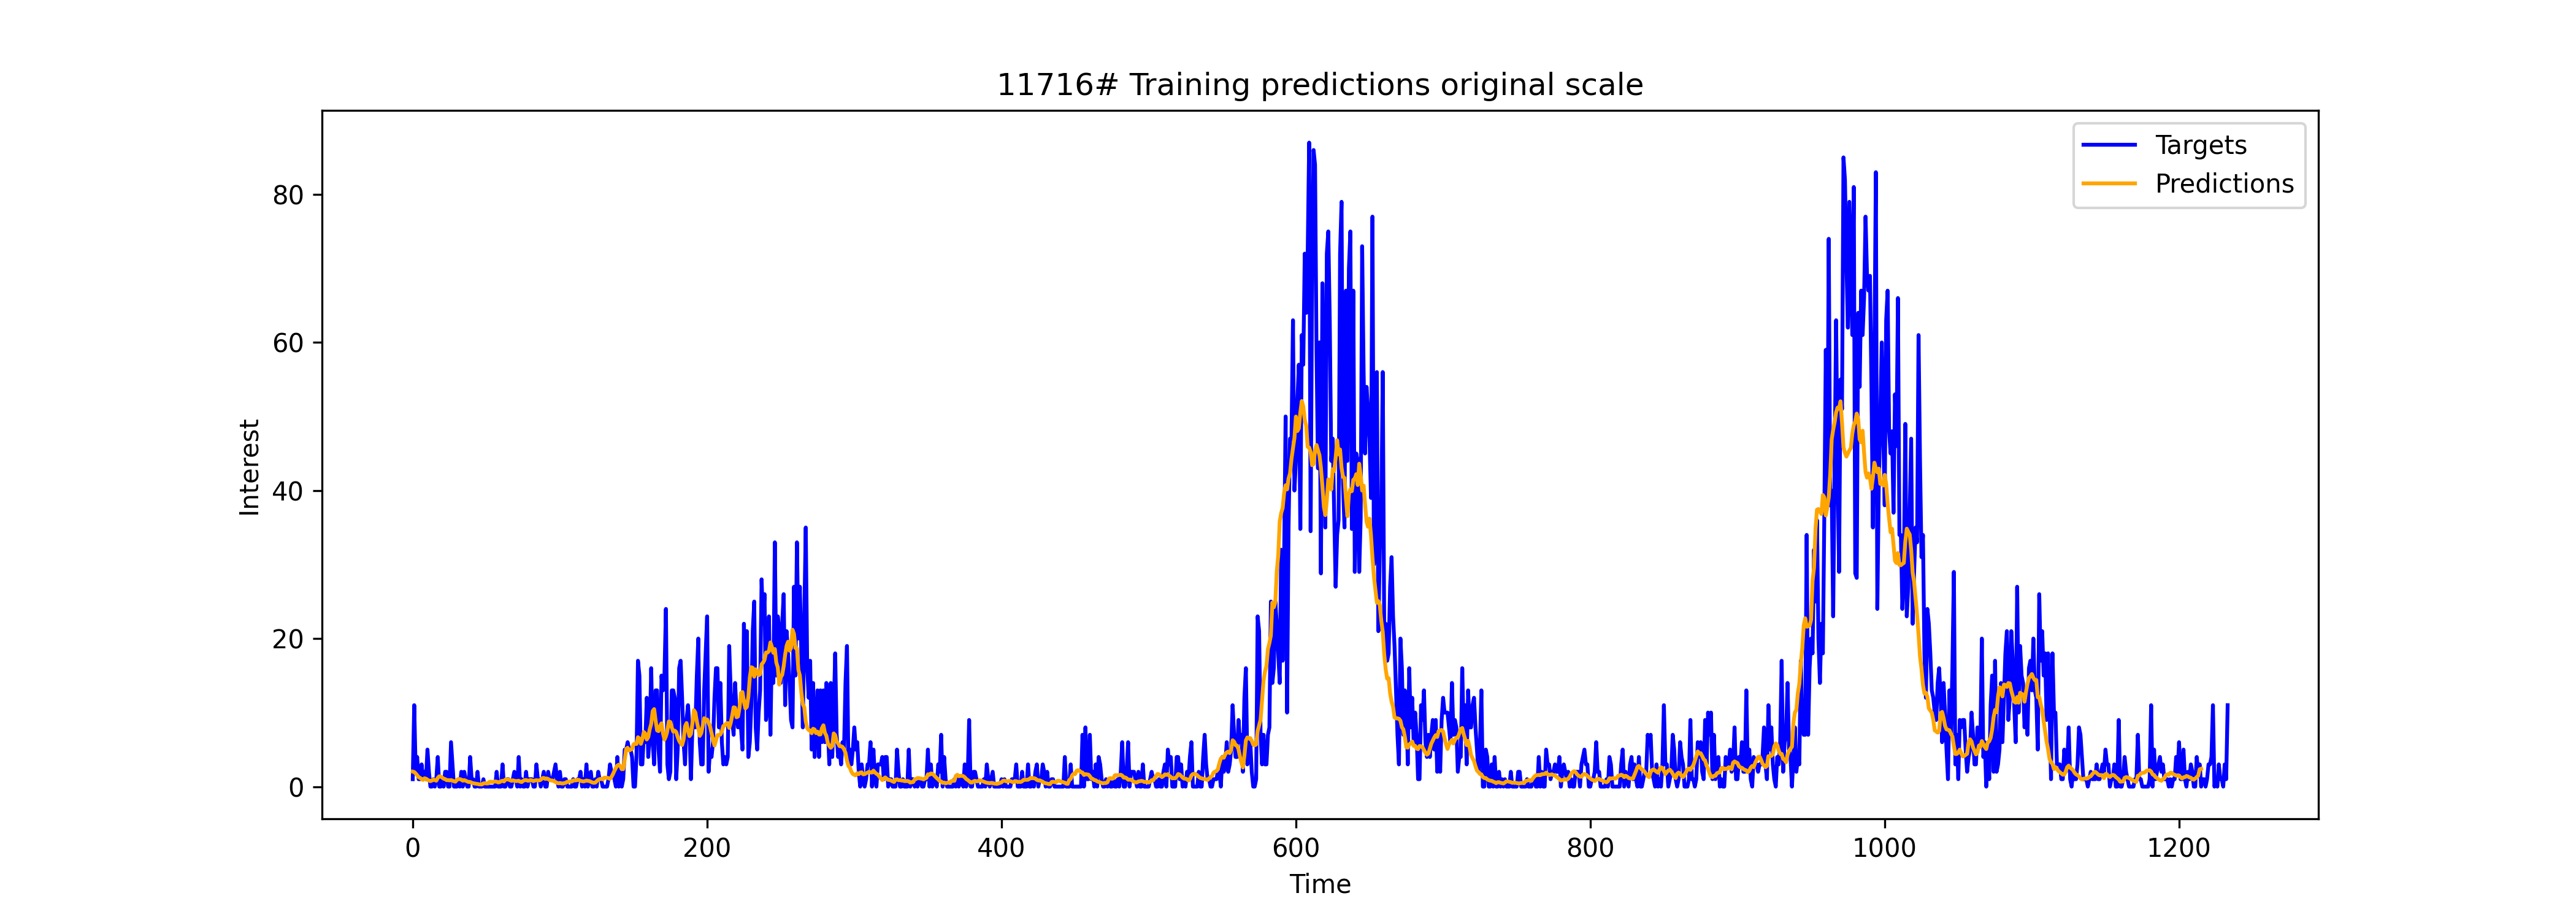 11716# Training predictions original scale
Targets
Predictions
Interest
80
60
40
20
0
0 200 400 600 800 1000 1200
Time